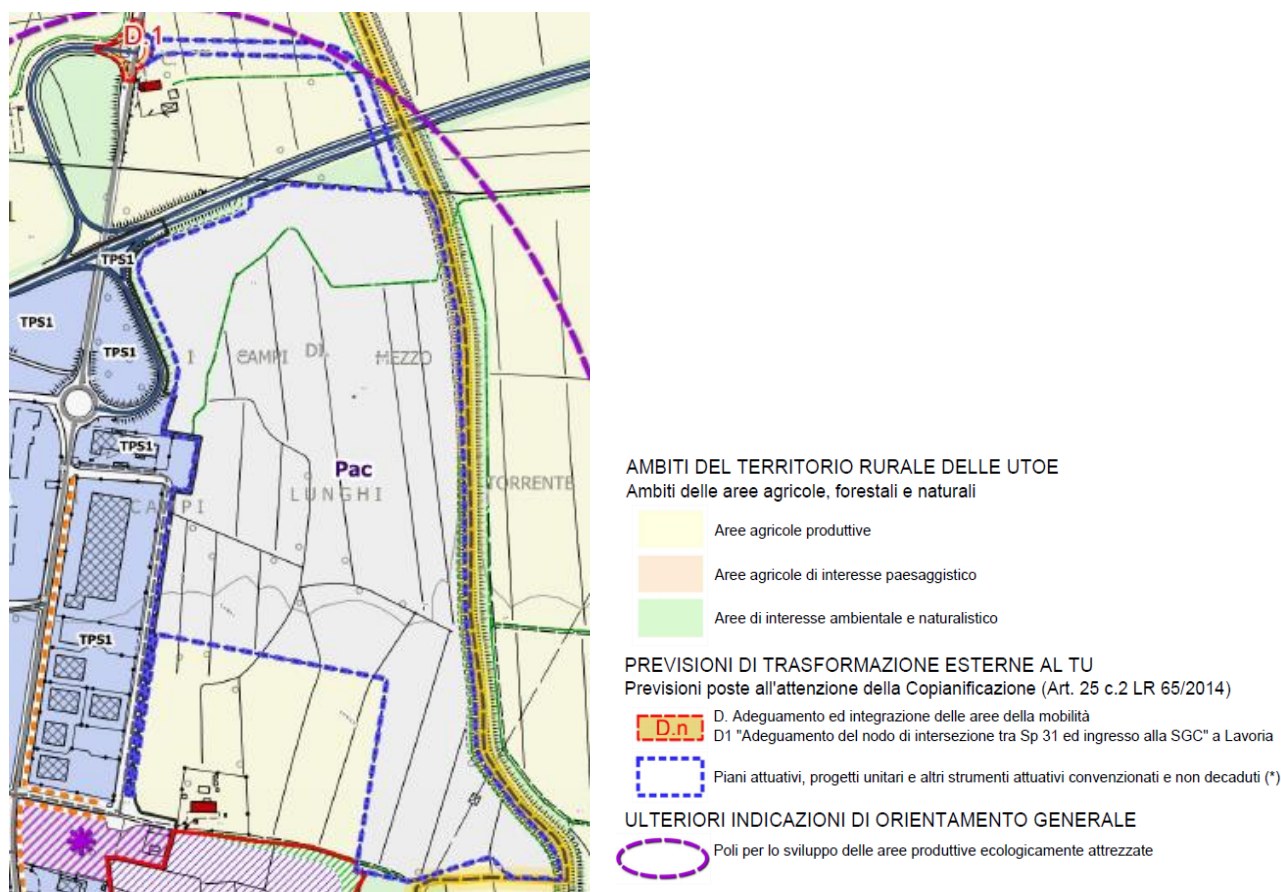 D.1
TPS1
TPS1
TPS1
I CAMPI DI MEZZO
TPS1
Pac
LUNGHI
TORRENTE
CAMPI
TPS1
AMBITI DEL TERRITORIO RURALE DELLE UTOE
Ambiti delle aree agricole, forestali e naturali
Aree agricole produttive
Aree agricole di interesse paesaggistico
Aree di interesse ambientale e naturalistico
PREVISIONI DI TRASFORMAZIONE ESTERNE AL TU
Previsioni poste all'attenzione della Copianificazione (Art. 25 c.2 LR 65/2014)
D.n
D. Adeguamento ed integrazione delle aree della mobilità
D1 "Adeguamento del nodo di intersezione tra Sp 31 ed ingresso alla SGC" a Lavoria
Piani attuativi, progetti unitari e altri strumenti attuativi convenzionati e non decaduti (*)
ULTERIORI INDICAZIONI DI ORIENTAMENTO GENERALE
Poli per lo sviluppo delle aree produttive ecologicamente attrezzate